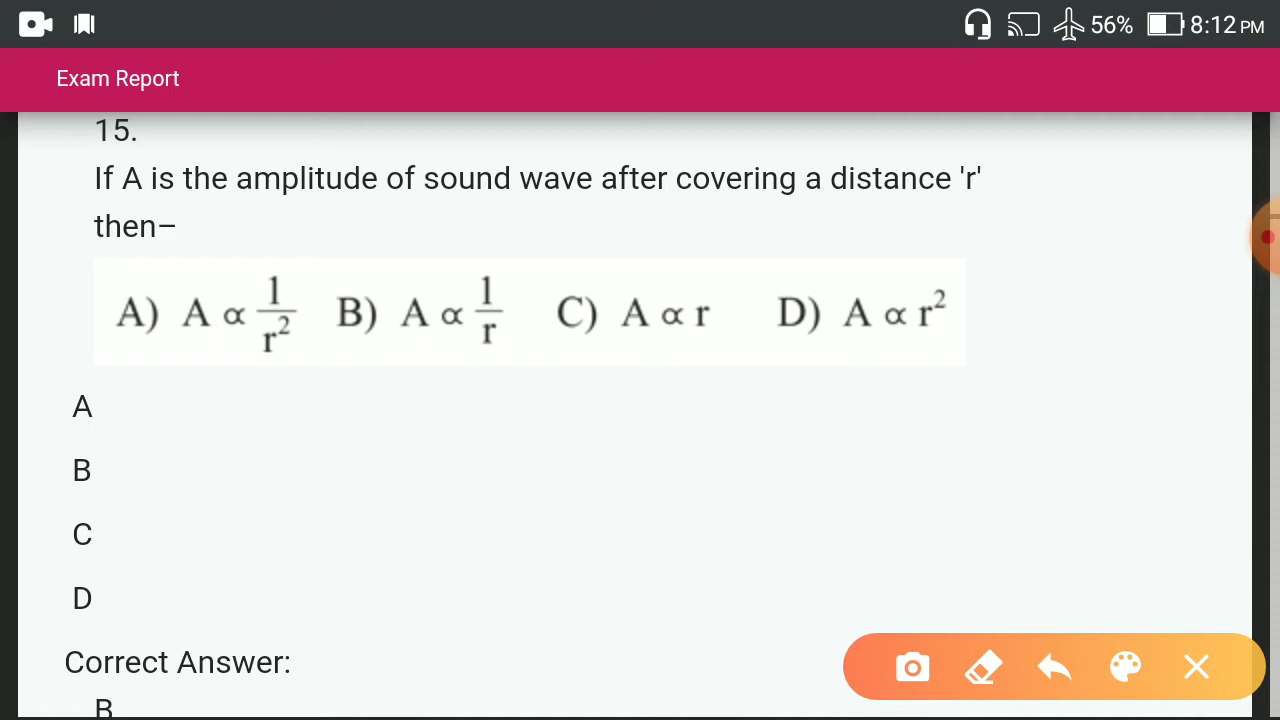 56% 8:12 PM
Exam Report
15.
If A is the amplitude of sound wave after covering a distance 'r'
then–
A) A ∝ 1/r² B) A ∝ 1/r C) A ∝ r D) A ∝ r²
A
B
C
D
Correct Answer:
B